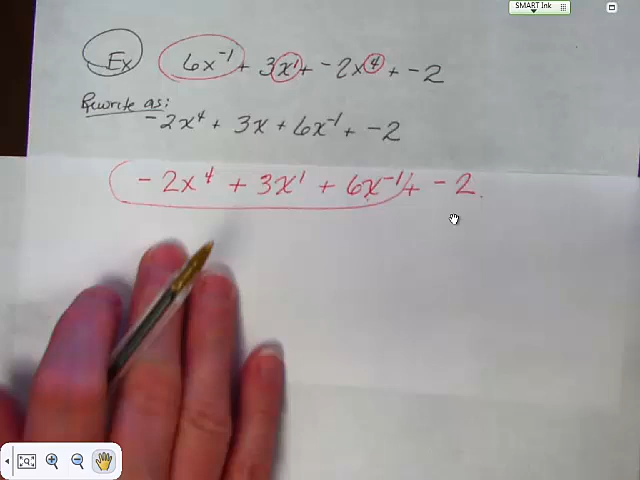 SMART Ink
Ex 6x⁻¹ + 3x¹ + -2x⁴ + -2
Rewrite as:
-2x⁴ + 3x + 6x⁻¹ + -2
-2x⁴ + 3x¹ + 6x⁻¹ + -2.